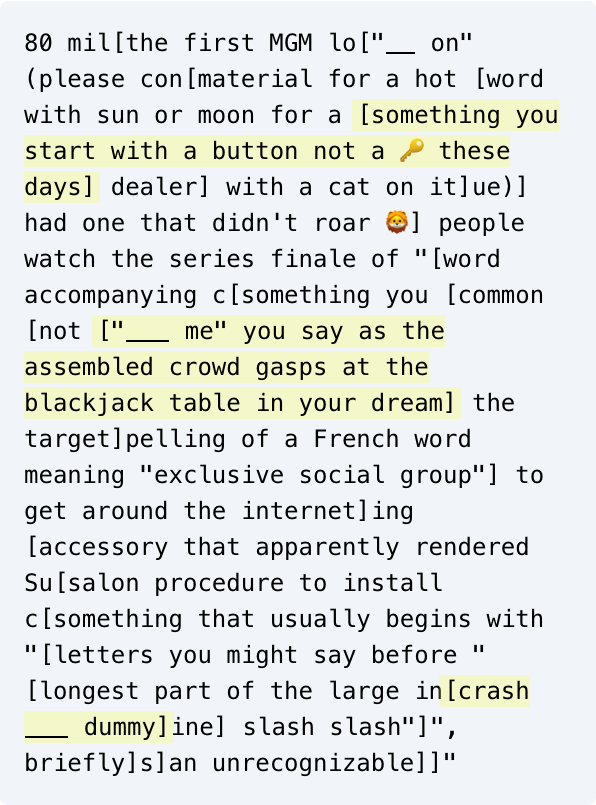 80 mil[the first MGM lo["__ on"
(please con[material for a hot [word
with sun or moon for a [something you
start with a button not a 🔑 these
days] dealer] with a cat on it]ue)]
had one that didn't roar 🦁] people
watch the series finale of "[word
accompanying c[something you [common
[not ["___ me" you say as the
assembled crowd gasps at the
blackjack table in your dream] the
target]pelling of a French word
meaning "exclusive social group"] to
get around the internet]ing
[accessory that apparently rendered
Su[salon procedure to install
c[something that usually begins with
"[letters you might say before "
[longest part of the large in[crash
___ dummy]ine] slash slash"]",
briefly]s]an unrecognizable]]"